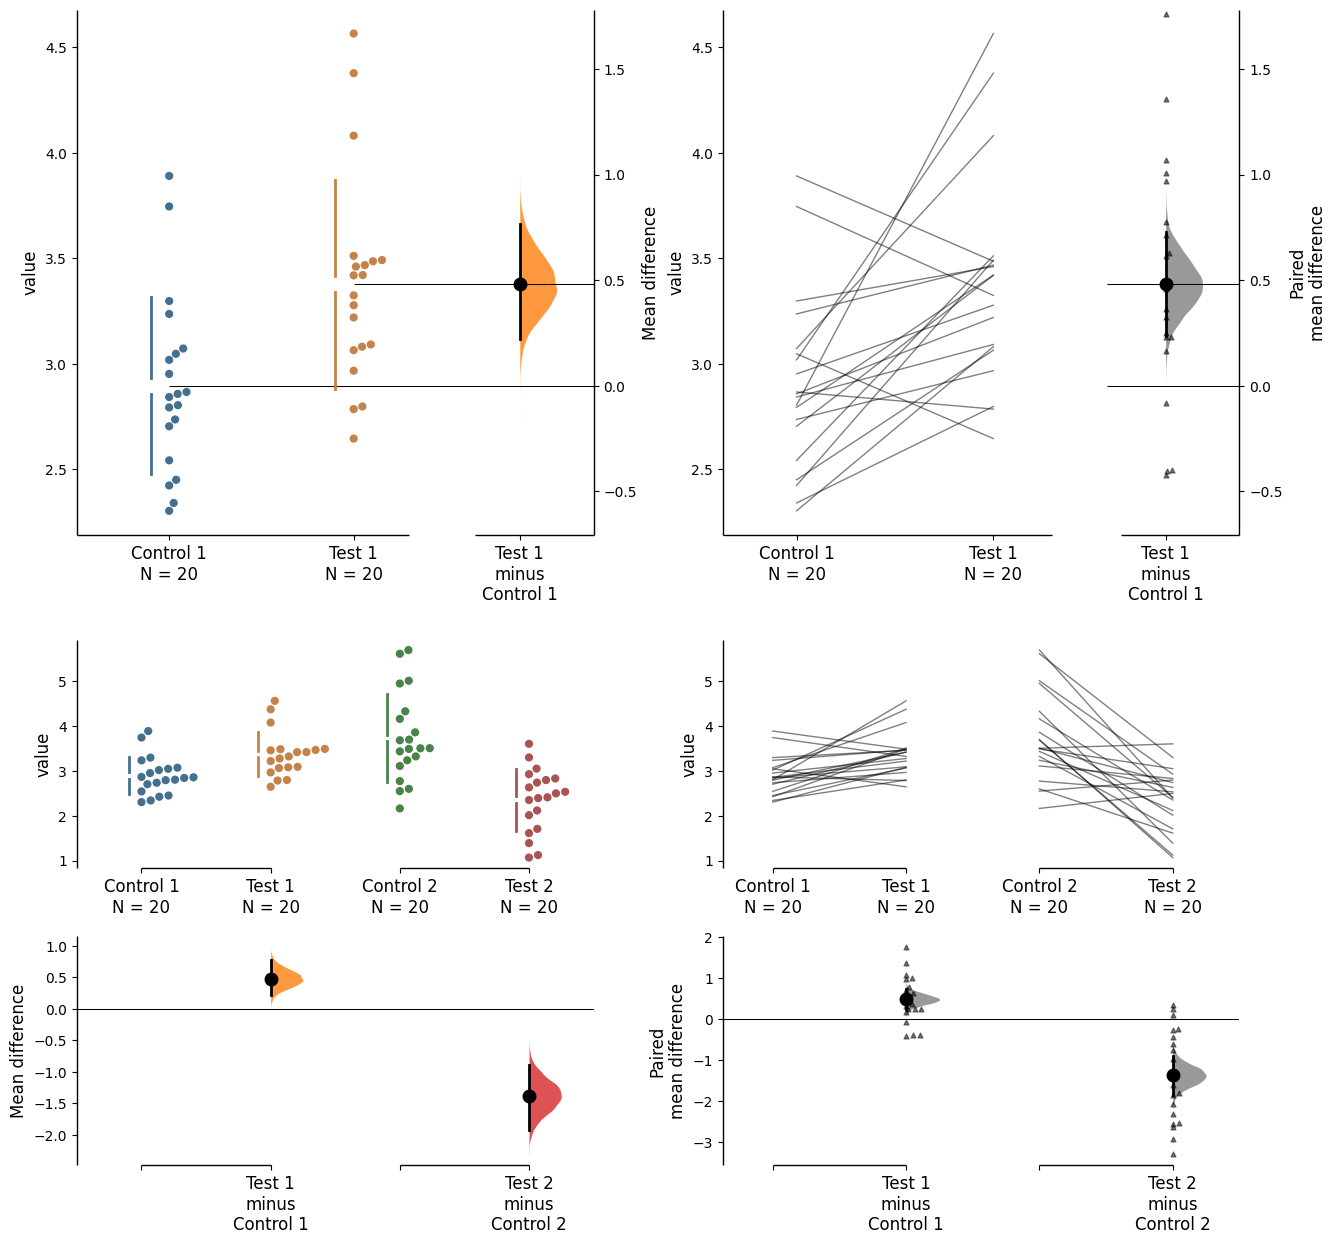 4.5
4.0
3.5
3.0
2.5
value
1.5
1.0
0.5
0.0
−0.5
Mean difference
Control 1
N = 20
Test 1
N = 20
Test 1
minus
Control 1
4.5
4.0
3.5
3.0
2.5
value
1.5
1.0
0.5
0.0
−0.5
Paired
mean difference
Control 1
N = 20
Test 1
N = 20
Test 1
minus
Control 1
5
4
3
2
1
value
Control 1
N = 20
Test 1
N = 20
Control 2
N = 20
Test 2
N = 20
5
4
3
2
1
value
Control 1
N = 20
Test 1
N = 20
Control 2
N = 20
Test 2
N = 20
1.0
0.5
0.0
−0.5
−1.0
−1.5
−2.0
Mean difference
Test 1
minus
Control 1
Test 2
minus
Control 2
2
1
0
−1
−2
−3
Paired
mean difference
Test 1
minus
Control 1
Test 2
minus
Control 2